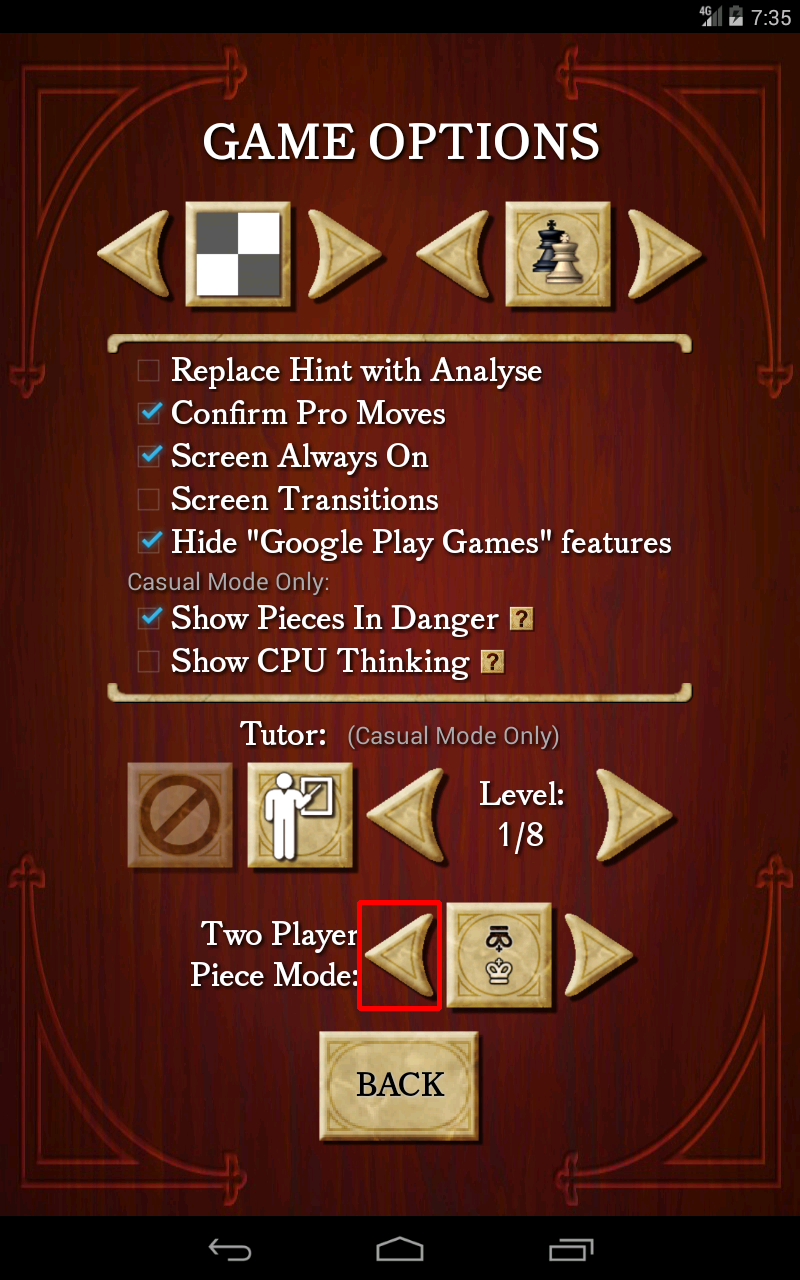 4G 7:35
GAME OPTIONS
Replace Hint with Analyse
Confirm Pro Moves
Screen Always On
Screen Transitions
Hide "Google Play Games" features
Casual Mode Only:
Show Pieces In Danger ?
Show CPU Thinking ?
Tutor: (Casual Mode Only)
Level:
1/8
Two Player
Piece Mode:
BACK